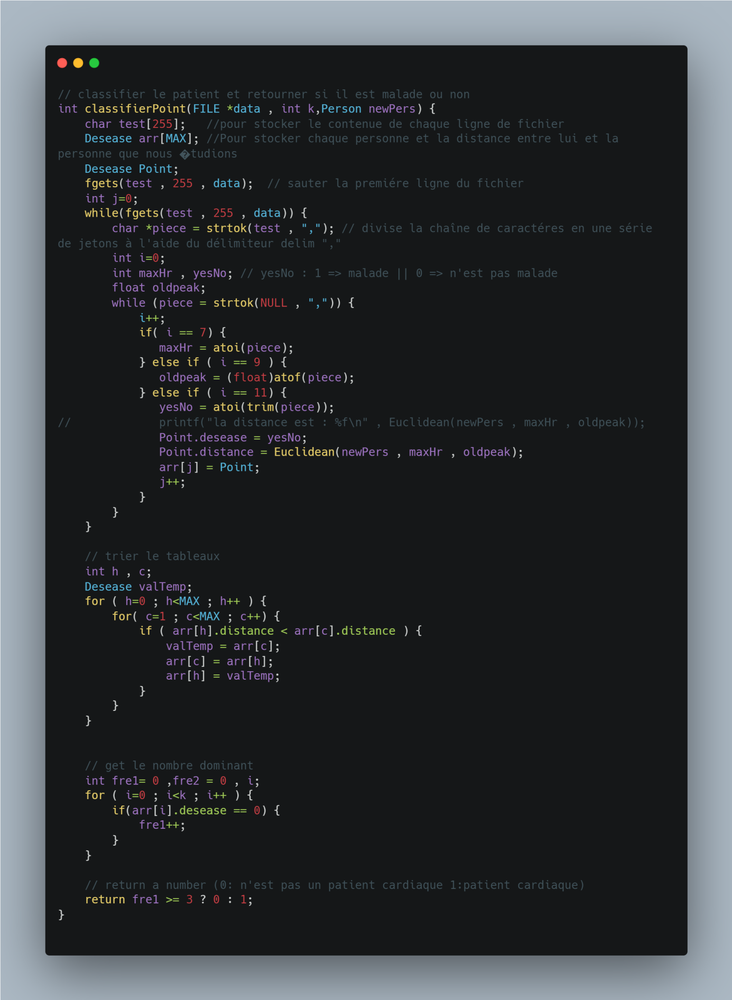 // classifier le patient et retourner si il est malade ou non
int classifierPoint(FILE *data , int k,Person newPers) {
    char test[255];   //pour stocker le contenue de chaque ligne de fichier
    Desease arr[MAX]; //Pour stocker chaque personne et la distance entre lui et la
personne que nous �tudions
    Desease Point;
    fgets(test , 255 , data);  // sauter la premiére ligne du fichier
    int j=0;
    while(fgets(test , 255 , data)) {
        char *piece = strtok(test , ","); // divise la chaîne de caractéres en une série
de jetons à l'aide du délimiteur delim ","
        int i=0;
        int maxHr , yesNo; // yesNo : 1 => malade || 0 => n'est pas malade
        float oldpeak;
        while (piece = strtok(NULL , ",")) {
            i++;
            if( i == 7) {
               maxHr = atoi(piece);
            } else if ( i == 9 ) {
               oldpeak = (float)atof(piece);
            } else if ( i == 11) {
               yesNo = atoi(trim(piece));
//             printf("la distance est : %f\n" , Euclidean(newPers , maxHr , oldpeak));
               Point.desease = yesNo;
               Point.distance = Euclidean(newPers , maxHr , oldpeak);
               arr[j] = Point;
               j++;
            }
        }
    }

    // trier le tableaux
    int h , c;
    Desease valTemp;
    for ( h=0 ; h<MAX ; h++ ) {
        for( c=1 ; c<MAX ; c++) {
            if ( arr[h].distance < arr[c].distance ) {
                valTemp = arr[c];
                arr[c] = arr[h];
                arr[h] = valTemp;
            }
        }
    }

    // get le nombre dominant
    int fre1= 0 ,fre2 = 0 , i;
    for ( i=0 ; i<k ; i++ ) {
        if(arr[i].desease == 0) {
            fre1++;
        }
    }

    // return a number (0: n'est pas un patient cardiaque 1:patient cardiaque)
    return fre1 >= 3 ? 0 : 1;
}